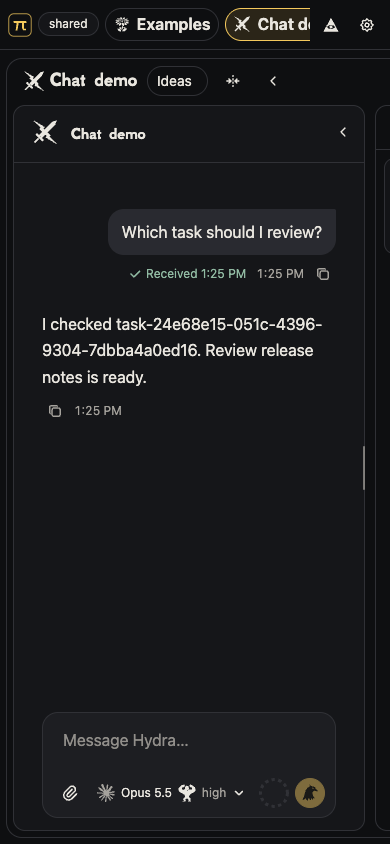 π
shared
Examples
Chat d
Chat demo
Ideas
Chat demo
Which task should I review?
Received 1:25 PM
1:25 PM
I checked task-24e68e15-051c-4396-
9304-7dbba4a0ed16. Review release
notes is ready.
1:25 PM
Message Hydra...
Opus 5.5
high